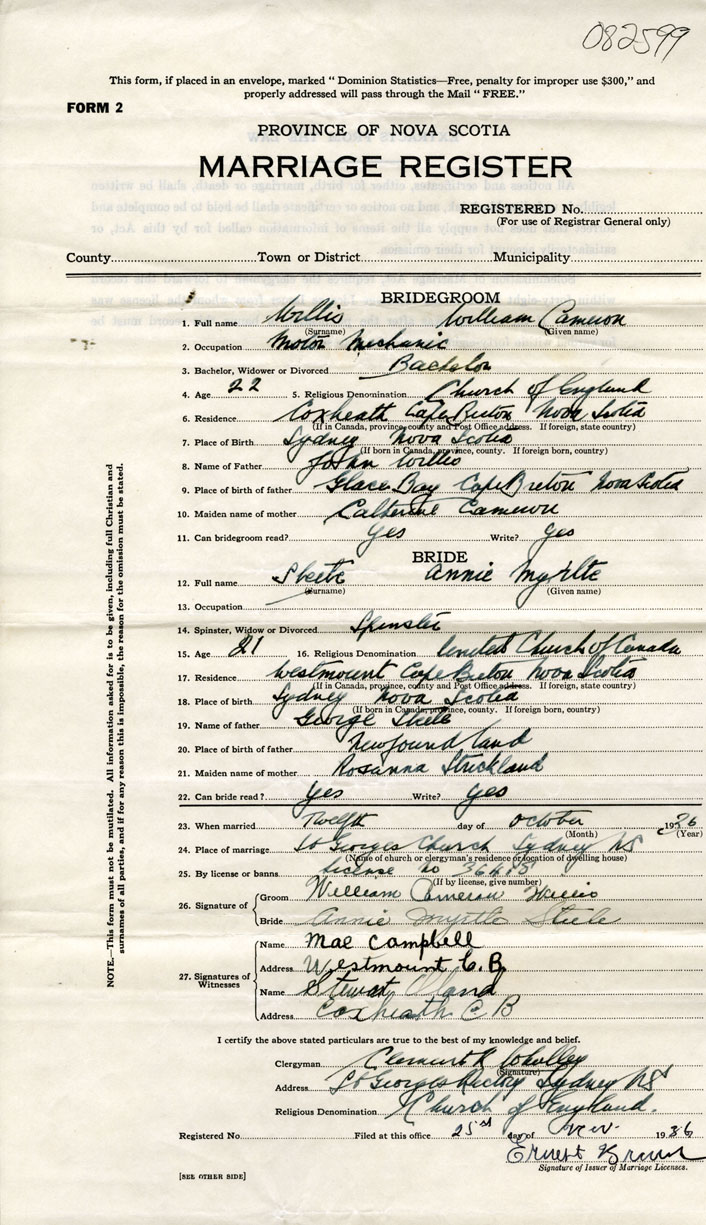 082599
This form, if placed in an envelope, marked " Dominion Statistics—Free, penalty for improper use $300," and
properly addressed will pass through the Mail " FREE."
FORM 2
PROVINCE OF NOVA SCOTIA
MARRIAGE REGISTER
REGISTERED No.
(For use of Registrar General only)
County Town or District Municipality
BRIDEGROOM
1. Full name Willis William Cameron
(Surname) (Given name)
2. Occupation Motor Mechanic
3. Bachelor, Widower or Divorced Bachelor
4. Age 22 5. Religious Denomination Church of England
6. Residence Coxheath Cape Breton Nova Scotia
(If in Canada, province, county and Post Office address. If foreign, state country)
7. Place of Birth Sydney Nova Scotia
(If born in Canada, province, county. If foreign born, country)
8. Name of Father John Willis
9. Place of birth of father Glace Bay Cape Breton Nova Scotia
10. Maiden name of mother Catherine Cameron
11. Can bridegroom read? Yes Write? Yes
BRIDE
12. Full name Steele Annie Myrtle
(Surname) (Given name)
13. Occupation
14. Spinster, Widow or Divorced Spinster
15. Age 21 16. Religious Denomination United Church of Canada
17. Residence Westmount Cape Breton Nova Scotia
(If in Canada, province, county and Post Office address. If foreign, state country)
18. Place of birth Sydney Nova Scotia
(If born in Canada, province, county. If foreign born, country)
19. Name of father George Steele
20. Place of birth of father Newfoundland
21. Maiden name of mother Rosanna Strickland
22. Can bride read? Yes Write? Yes
23. When married Twelfth day of October 1936
(Month) (Year)
24. Place of marriage St Georges Church Sydney NS
(Name of church or clergyman's residence or location of dwelling house)
25. By license or banns License no
(If by license, give number)
26. Signature of
Groom William Cameron Willis
Bride Annie Myrtle Steele
27. Signatures of Witnesses
Name Mae Campbell
Address Westmount C.B.
Name Stewart
Address Coxheath C B
I certify the above stated particulars are true to the best of my knowledge and belief.
Clergyman Clement R Wholley
(Signature)
Address St Georges Rectory Sydney NS
Religious Denomination Church of England.
Registered No. Filed at this office 25st day of Nov. 1936
Ernest Brown
Signature of Issuer of Marriage Licenses.
[SEE OTHER SIDE]
NOTE.—This form must not be mutilated. All information asked for is to be given, including full Christian and
surnames of all parties, and if for any reason this is impossible, the reason for the omission must be stated.